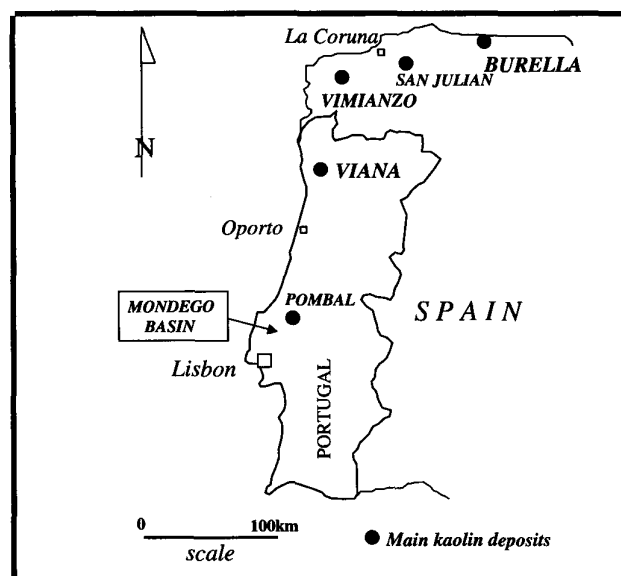 La Coruna
BURELLA
SAN JULIAN
VIMIANZO
N
VIANA
Oporto
MONDEGO
BASIN
POMBAL
SPAIN
Lisbon
PORTUGAL
0 100km
scale
Main kaolin deposits